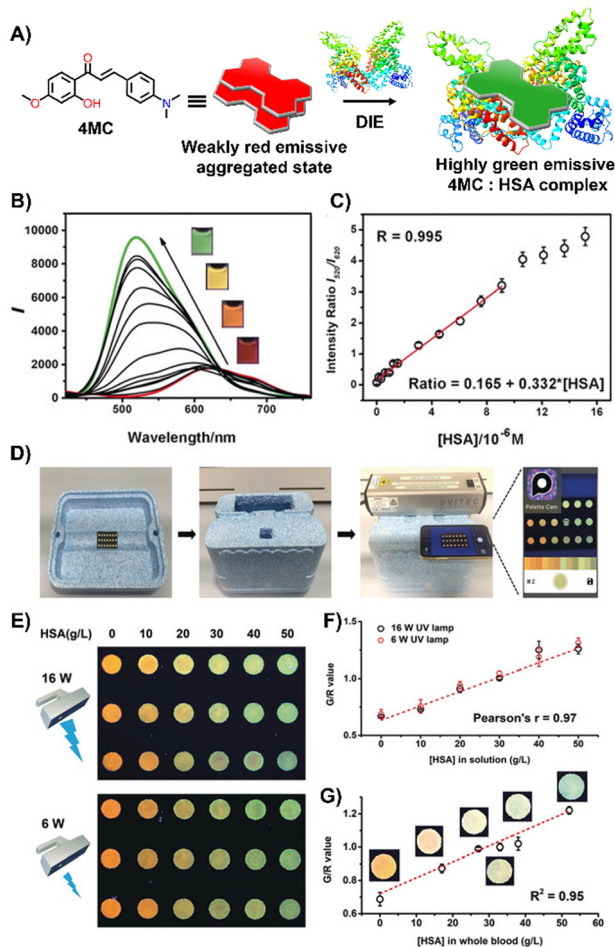 A)
O
O
OH
N
4MC
Weakly red emissive
aggregated state
DIE
Highly green emissive
4MC : HSA complex
B)
I
10000
8000
6000
4000
2000
0
500
600
700
Wavelength/nm
C)
Intensity Ratio I520/I620
5
4
3
2
1
0
R = 0.995
Ratio = 0.165 + 0.332*[HSA]
0
4
8
12
16
[HSA]/10-6M
D)
UVITEC
Palette Cam
E)
HSA(g/L)
0 10 20 30 40 50
16 W
6 W
F)
G/R value
1.5
1.0
0.5
16 W UV lamp
6 W UV lamp
Pearson's r = 0.97
0 10 20 30 40 50
[HSA] in solution (g/L)
G)
G/R value
1.2
1.0
0.8
0.6
R2 = 0.95
0 10 20 30 40 50 60
[HSA] in whole blood (g/L)